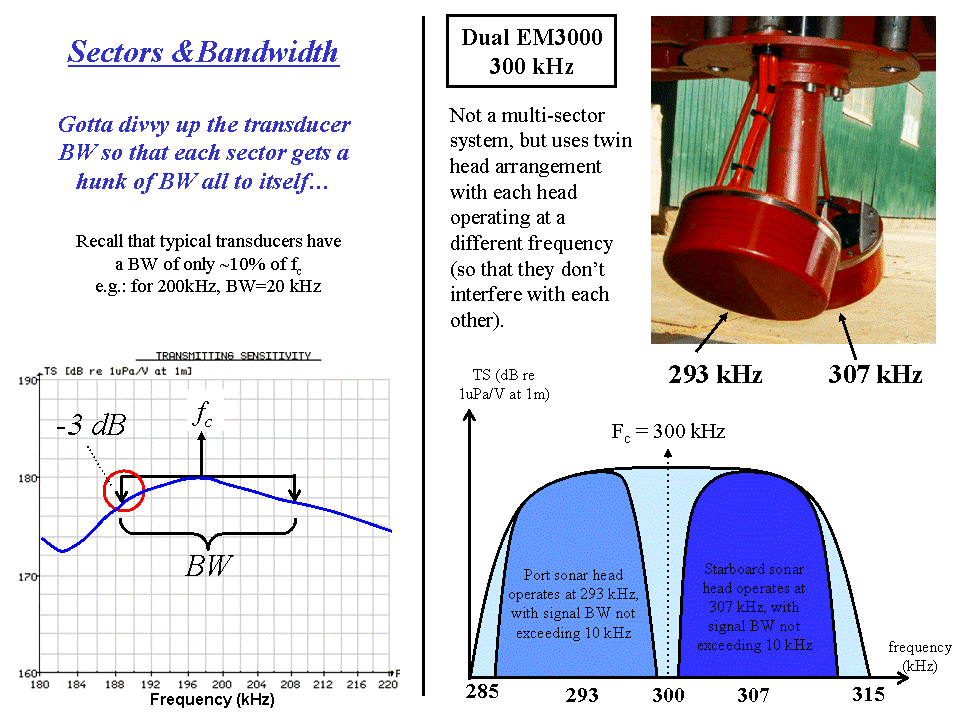 Sectors &Bandwidth
Gotta divvy up the transducer
BW so that each sector gets a
hunk of BW all to itself…
Recall that typical transducers have
a BW of only ~10% of fc
e.g.: for 200kHz, BW=20 kHz
TRANSMITTING SENSITIVITY
TS [dB re 1uPa/V at 1m]
190
180
170
160
-3 dB
fc
BW
180 184 188 192 196 200 204 208 212 216 220
F
Frequency (kHz)
Dual EM3000
300 kHz
Not a multi-sector
system, but uses twin
head arrangement
with each head
operating at a
different frequency
(so that they don't
interfere with each
other).
293 kHz
307 kHz
TS (dB re
1uPa/V at 1m)
Fc = 300 kHz
Port sonar head
operates at 293 kHz,
with signal BW not
exceeding 10 kHz
Starboard sonar
head operates at
307 kHz, with
signal BW not
exceeding 10 kHz
frequency
(kHz)
285 293 300 307 315